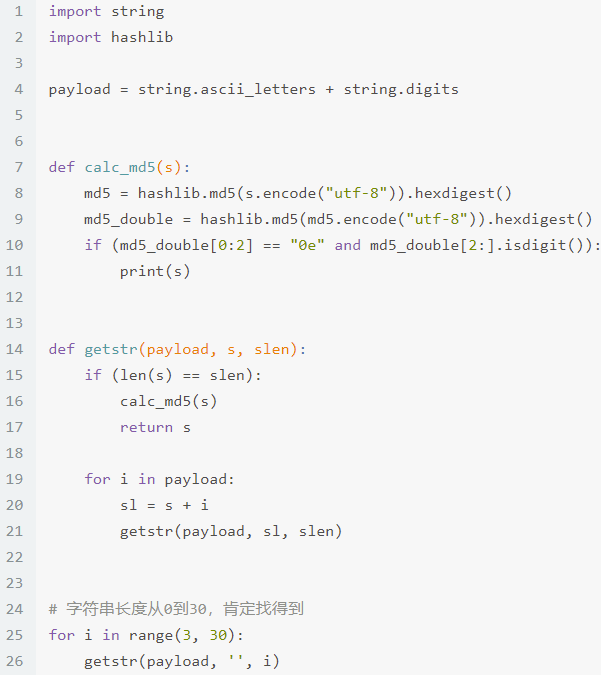 1 import string
2 import hashlib
3
4 payload = string.ascii_letters + string.digits
5
6
7 def calc_md5(s):
8     md5 = hashlib.md5(s.encode("utf-8")).hexdigest()
9     md5_double = hashlib.md5(md5.encode("utf-8")).hexdigest()
10     if (md5_double[0:2] == "0e" and md5_double[2:].isdigit()):
11         print(s)
12
13
14 def getstr(payload, s, slen):
15     if (len(s) == slen):
16         calc_md5(s)
17         return s
18
19     for i in payload:
20         sl = s + i
21         getstr(payload, sl, slen)
22
23
24 # 字符串长度从0到30，肯定找得到
25 for i in range(3, 30):
26     getstr(payload, '', i)